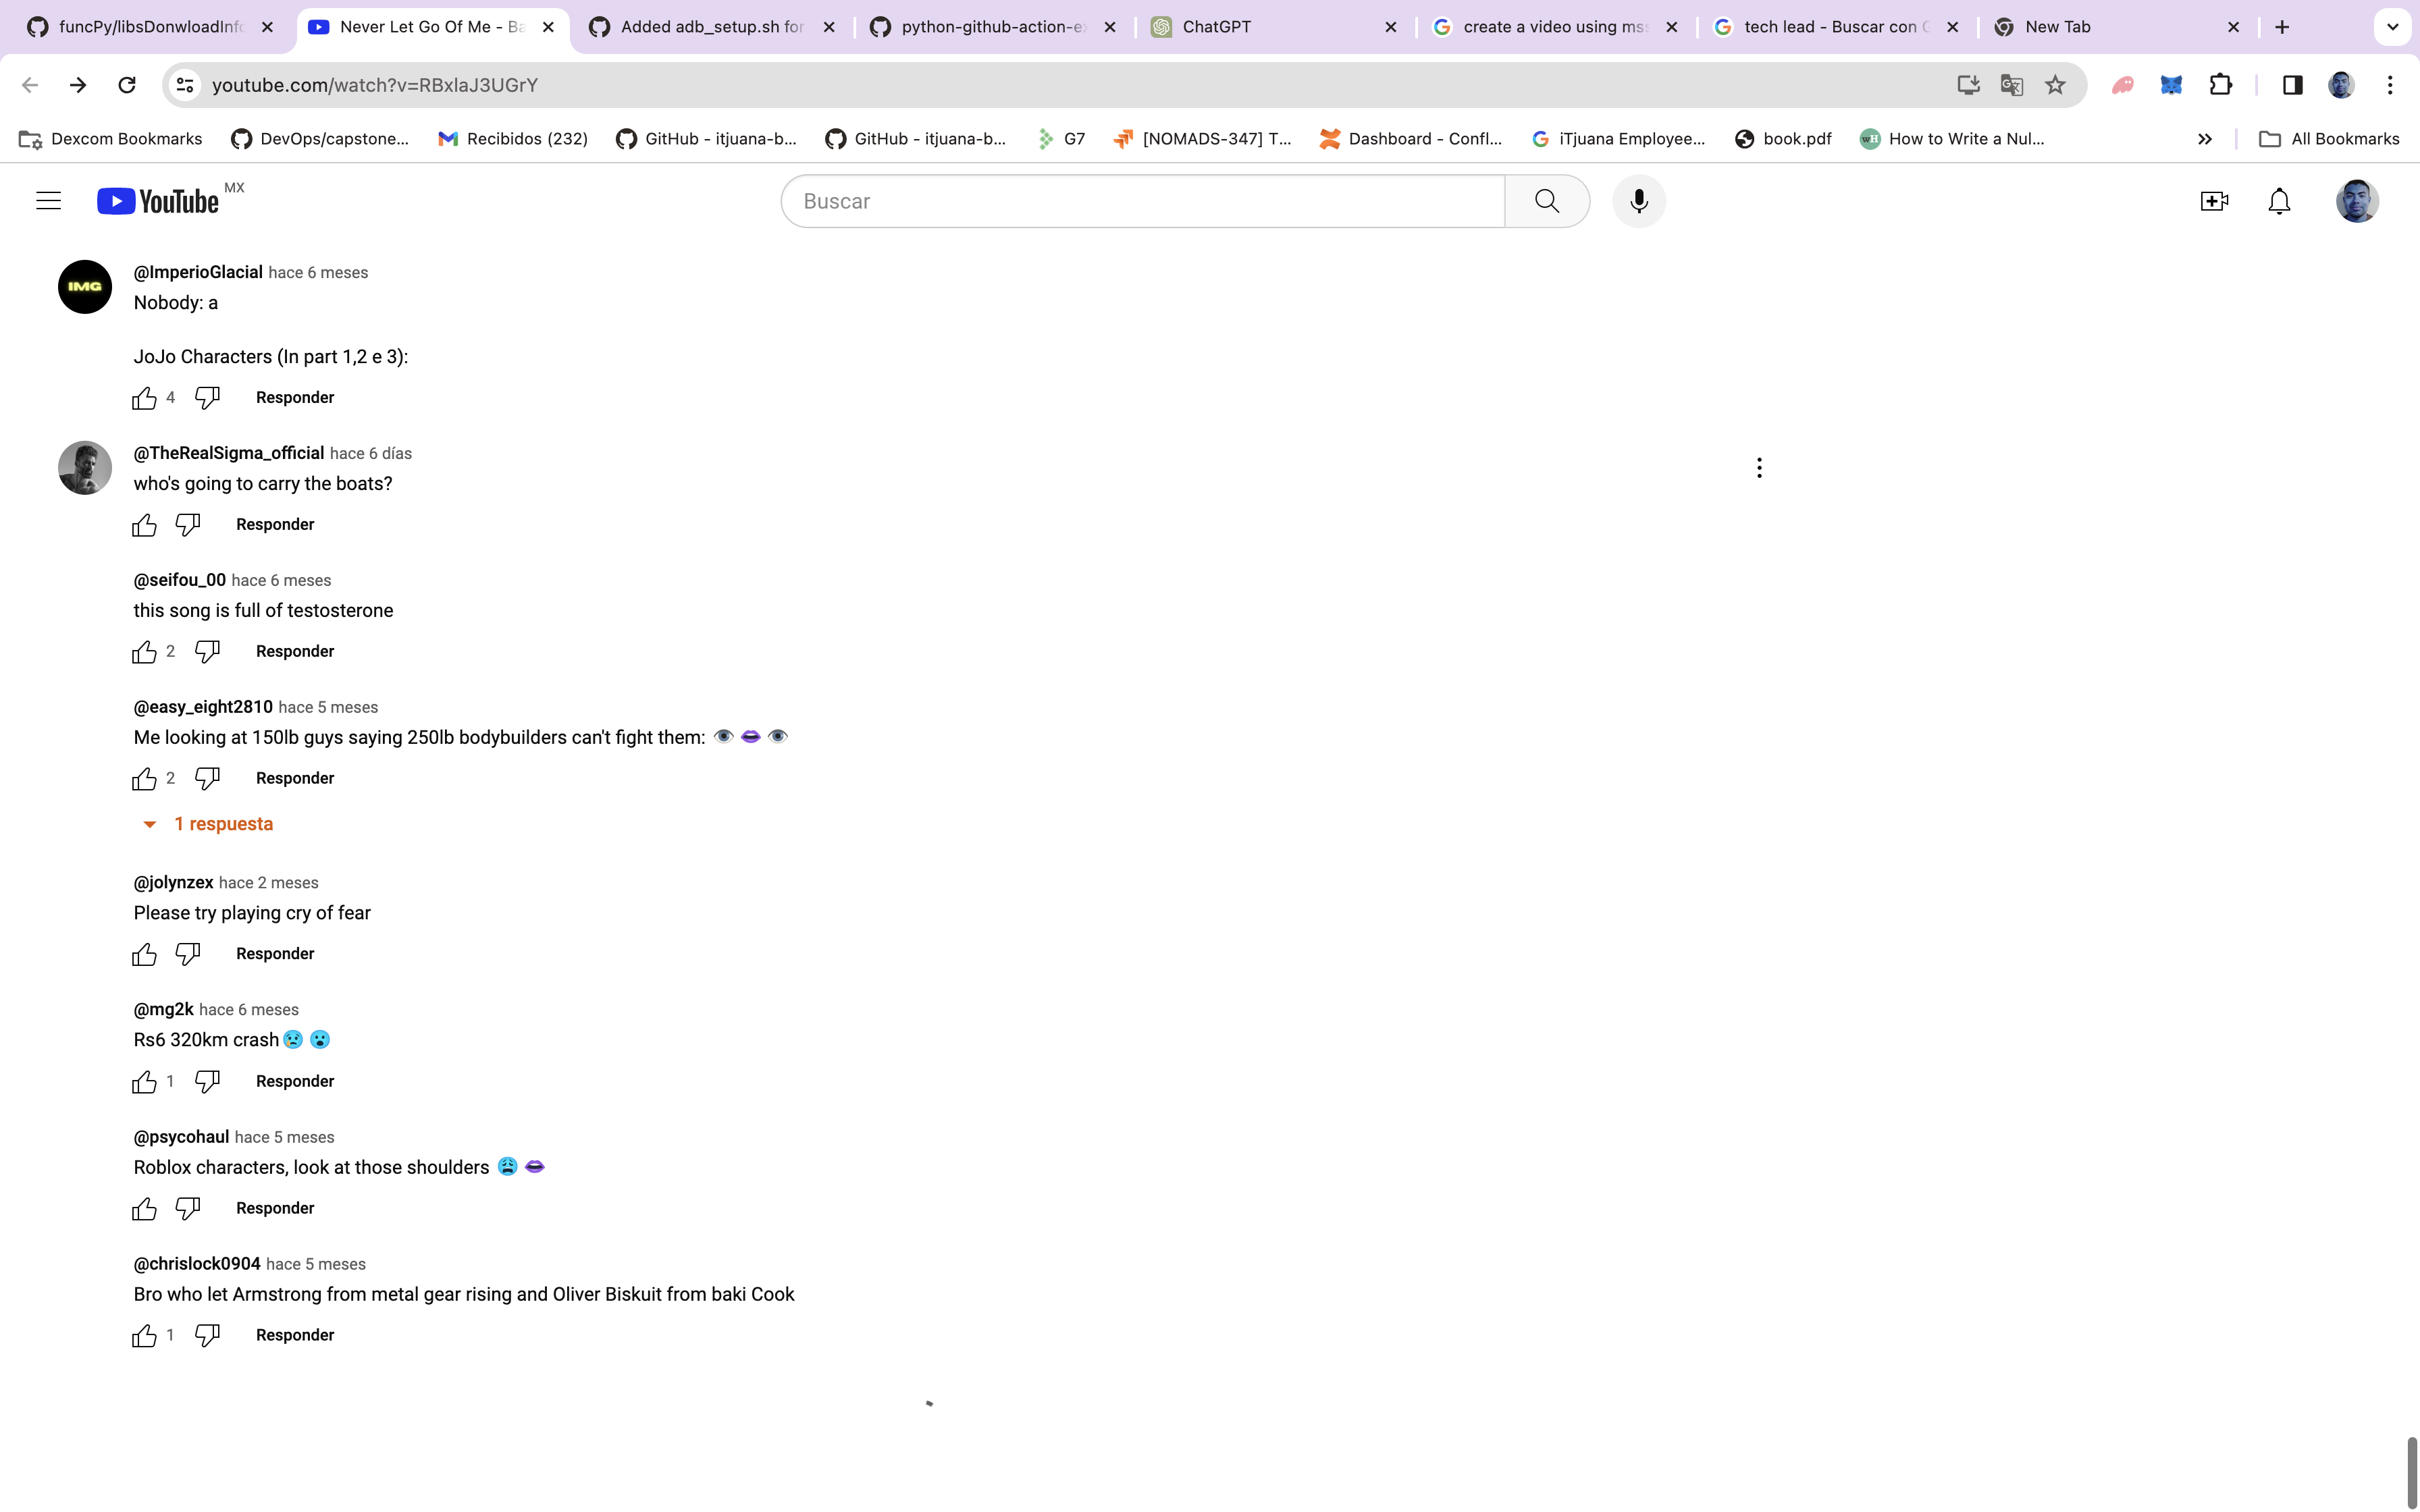 funcPy/libsDonwloadInfo
Never Let Go Of Me - Ba
Added adb_setup.sh for
python-github-action-ex
ChatGPT
create a video using mss
tech lead - Buscar con G
New Tab
youtube.com/watch?v=RBxlaJ3UGrY
Dexcom Bookmarks
DevOps/capstone...
Recibidos (232)
GitHub - itjuana-b...
GitHub - itjuana-b...
G7
[NOMADS-347] T...
Dashboard - Confl...
iTjuana Employee...
book.pdf
How to Write a Nul...
All Bookmarks
YouTube MX
Buscar
IMG
@ImperioGlacial hace 6 meses
Nobody: a
JoJo Characters (In part 1,2 e 3):
4 Responder
@TheRealSigma_official hace 6 días
who's going to carry the boats?
Responder
@seifou_00 hace 6 meses
this song is full of testosterone
2 Responder
@easy_eight2810 hace 5 meses
Me looking at 150lb guys saying 250lb bodybuilders can't fight them: 👁️👄👁️
2 Responder
1 respuesta
@jolynzex hace 2 meses
Please try playing cry of fear
Responder
@mg2k hace 6 meses
Rs6 320km crash😢😮
1 Responder
@psycohaul hace 5 meses
Roblox characters, look at those shoulders 😩👄
Responder
@chrislock0904 hace 5 meses
Bro who let Armstrong from metal gear rising and Oliver Biskuit from baki Cook
1 Responder